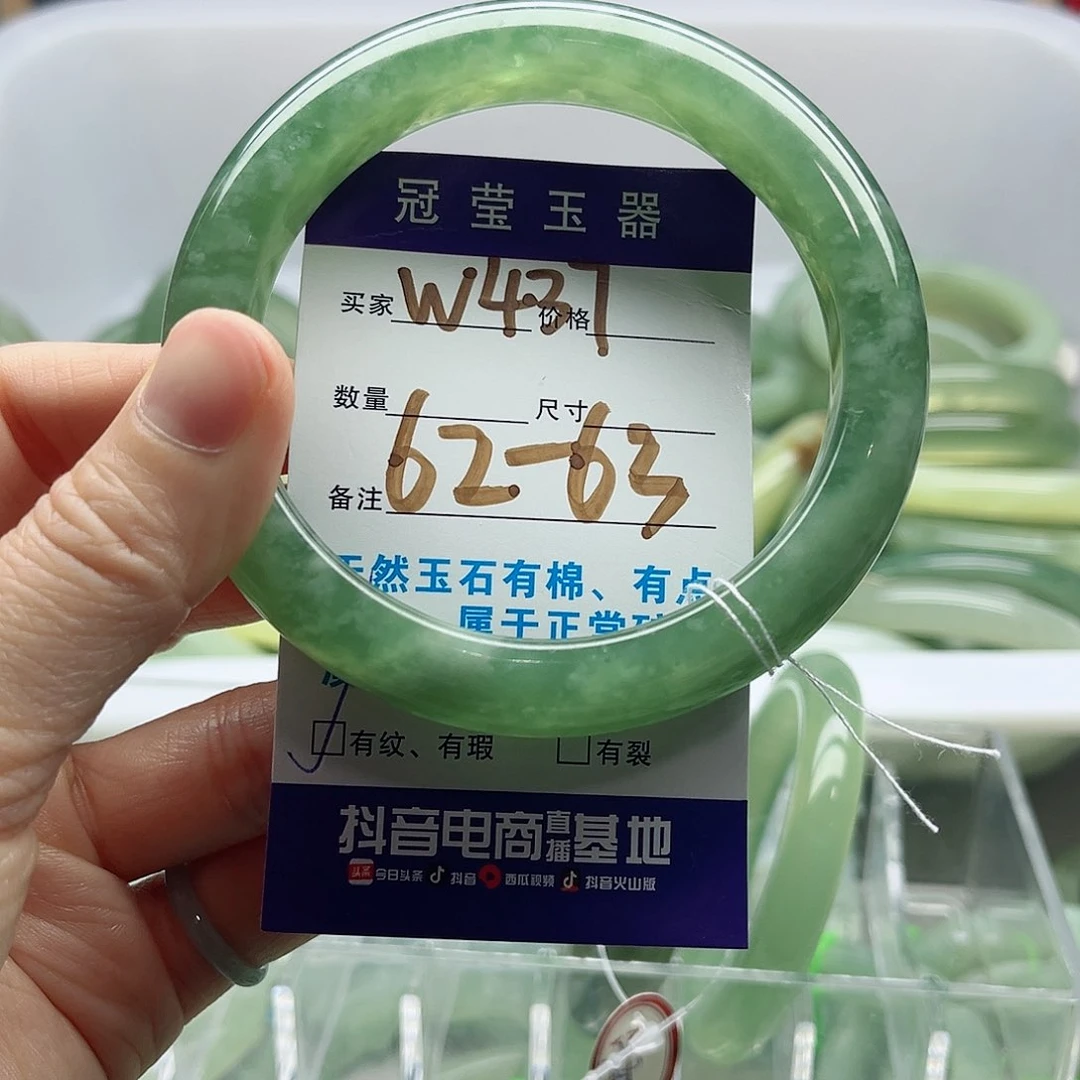 冠莹玉器
买家 W427 价格
数量 尺寸
备注 62-63
天然玉石有棉、有点
属于正常
有纹、有瑕 有裂
抖音电商直播基地
头条 今日头条 抖音 西瓜视频 抖音火山版